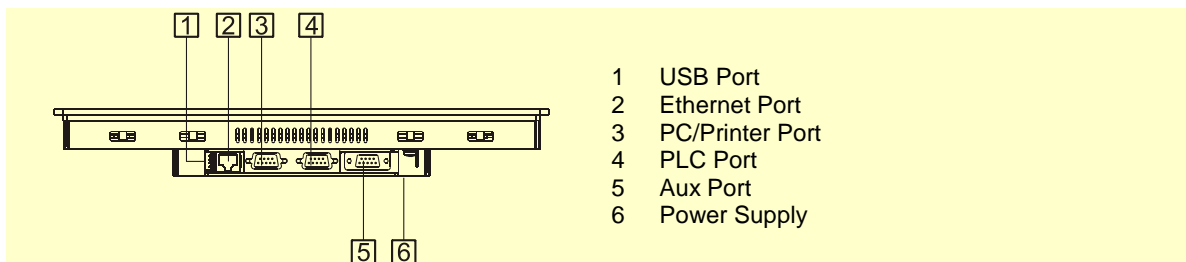 1 2 3 4
1 USB Port
2 Ethernet Port
3 PC/Printer Port
4 PLC Port
5 Aux Port
6 Power Supply
5 6